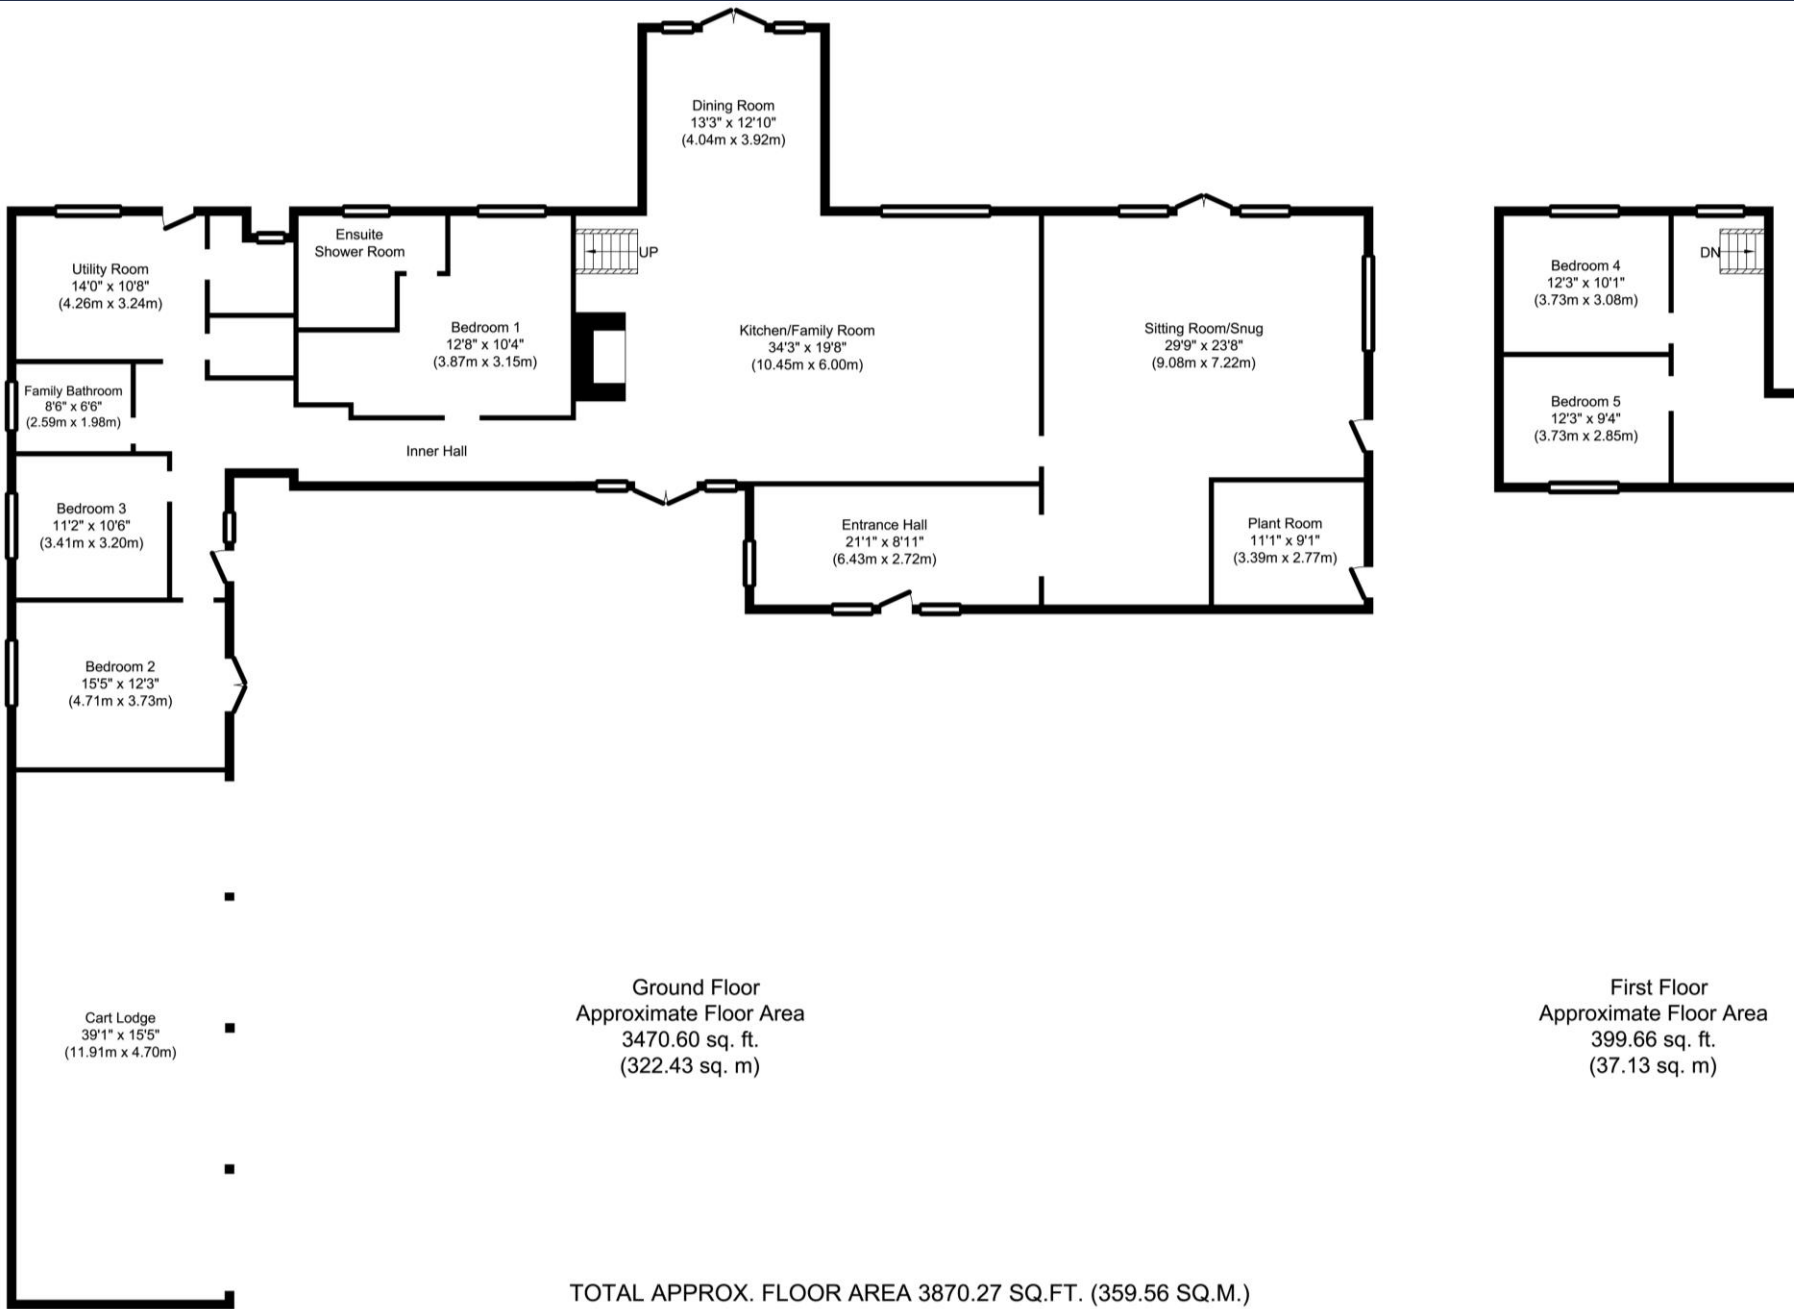 Dining Room
13'3" x 12'10"
(4.04m x 3.92m)
Ensuite
Shower Room
UP
Utility Room
14'0" x 10'8"
(4.26m x 3.24m)
Bedroom 1
12'8" x 10'4"
(3.87m x 3.15m)
Kitchen/Family Room
34'3" x 19'8"
(10.45m x 6.00m)
Sitting Room/Snug
29'9" x 23'8"
(9.08m x 7.22m)
Family Bathroom
8'6" x 6'6"
(2.59m x 1.98m)
Inner Hall
Bedroom 3
11'2" x 10'6"
(3.41m x 3.20m)
Entrance Hall
21'1" x 8'11"
(6.43m x 2.72m)
Plant Room
11'1" x 9'1"
(3.39m x 2.77m)
Bedroom 2
15'5" x 12'3"
(4.71m x 3.73m)
Cart Lodge
39'1" x 15'5"
(11.91m x 4.70m)
Ground Floor
Approximate Floor Area
3470.60 sq. ft.
(322.43 sq. m)
DN
Bedroom 4
12'3" x 10'1"
(3.73m x 3.08m)
Bedroom 5
12'3" x 9'4"
(3.73m x 2.85m)
First Floor
Approximate Floor Area
399.66 sq. ft.
(37.13 sq. m)
TOTAL APPROX. FLOOR AREA 3870.27 SQ.FT. (359.56 SQ.M.)